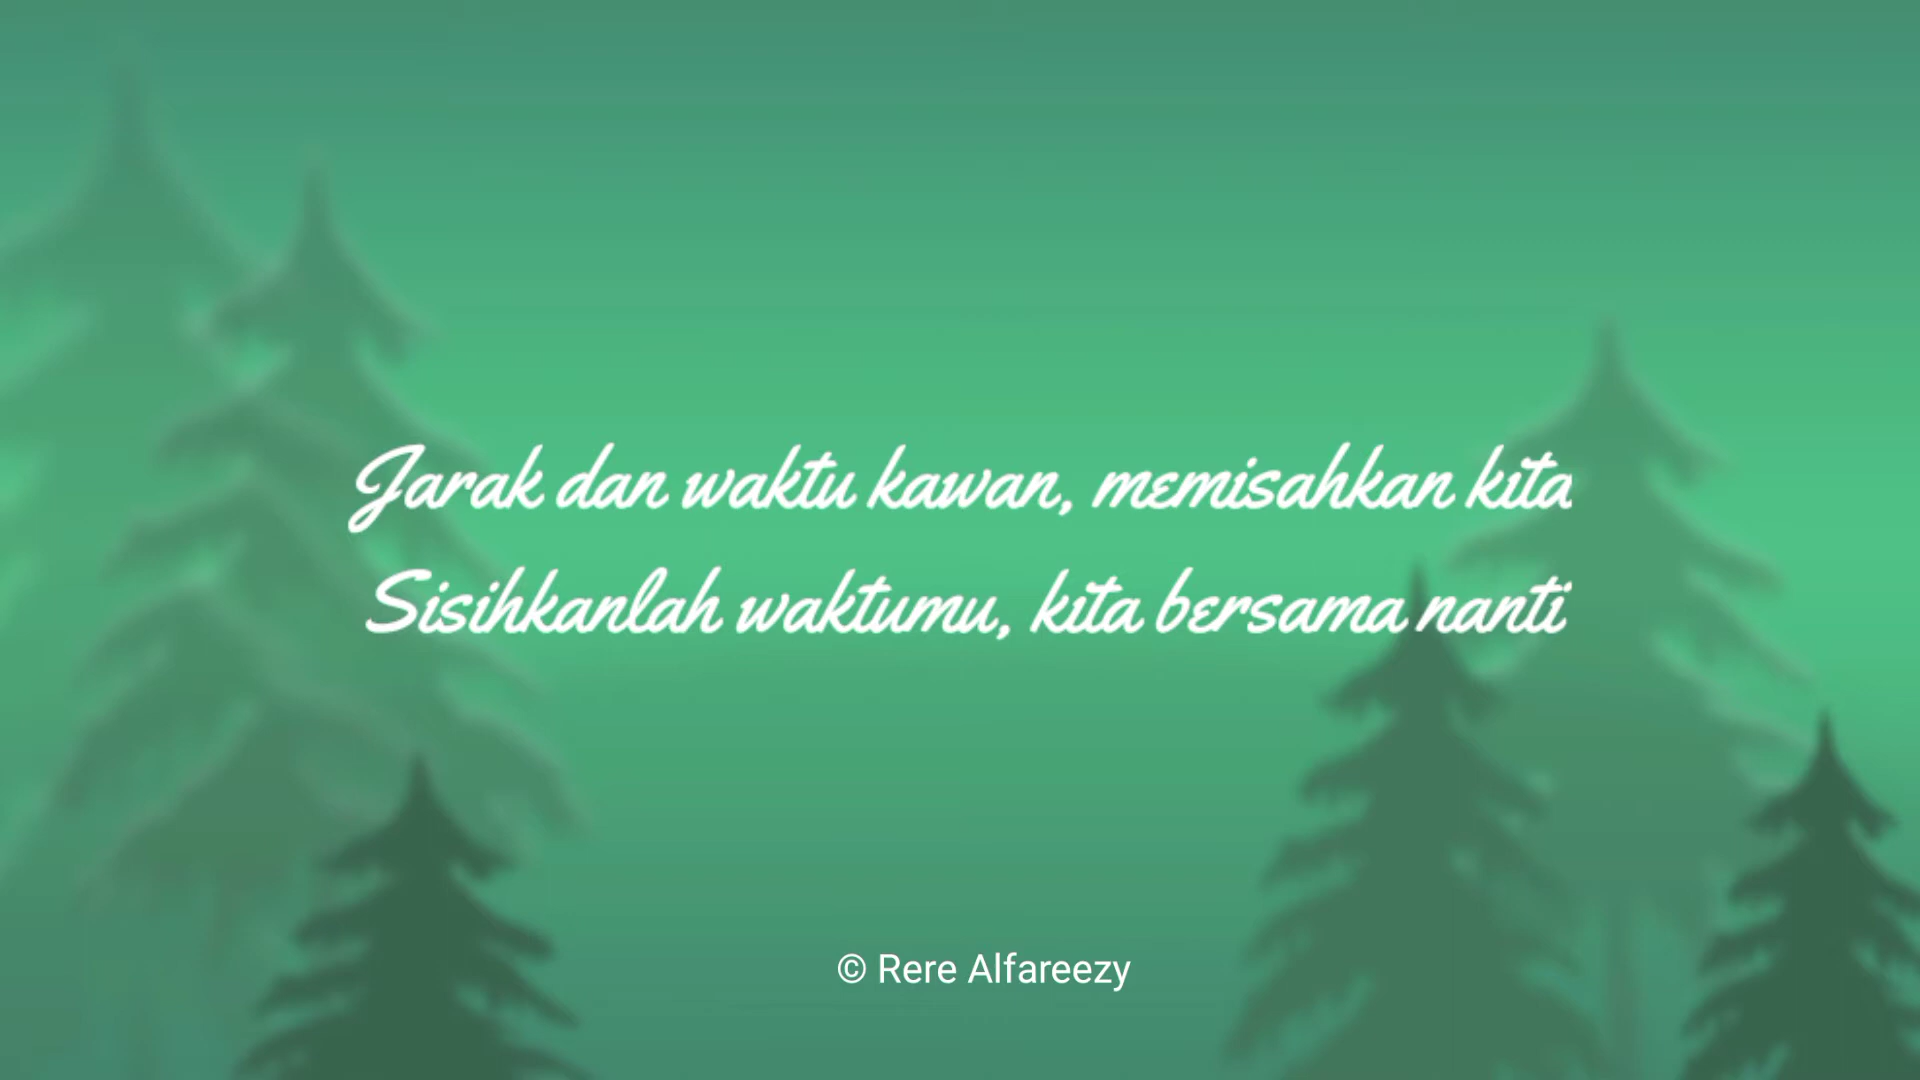 Jarak dan waktu kawan, memisahkan kita
Sisihkanlah waktumu, kita bersama nanti
© Rere Alfareezy